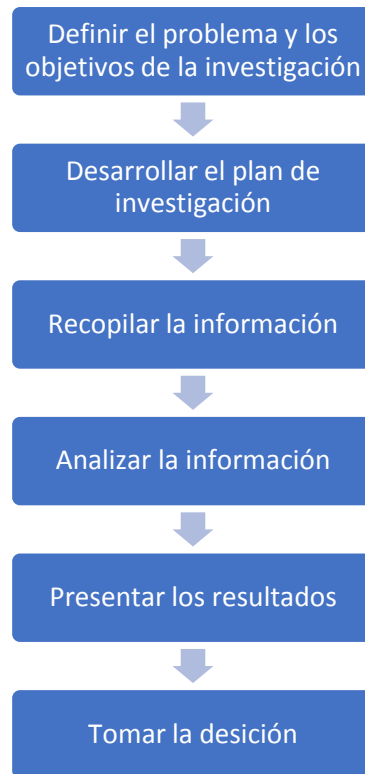 Definir el problema y los
objetivos de la investigación
Desarrollar el plan de
investigación
Recopilar la información
Analizar la información
Presentar los resultados
Tomar la desición